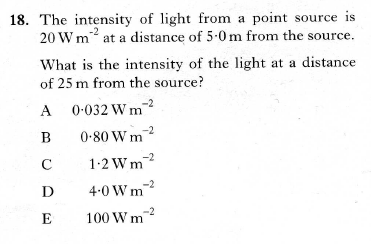 18. The intensity of light from a point source is
20 W m⁻² at a distance of 5·0 m from the source.
What is the intensity of the light at a distance
of 25 m from the source?
A 0·032 W m⁻²
B 0·80 W m⁻²
C 1·2 W m⁻²
D 4·0 W m⁻²
E 100 W m⁻²